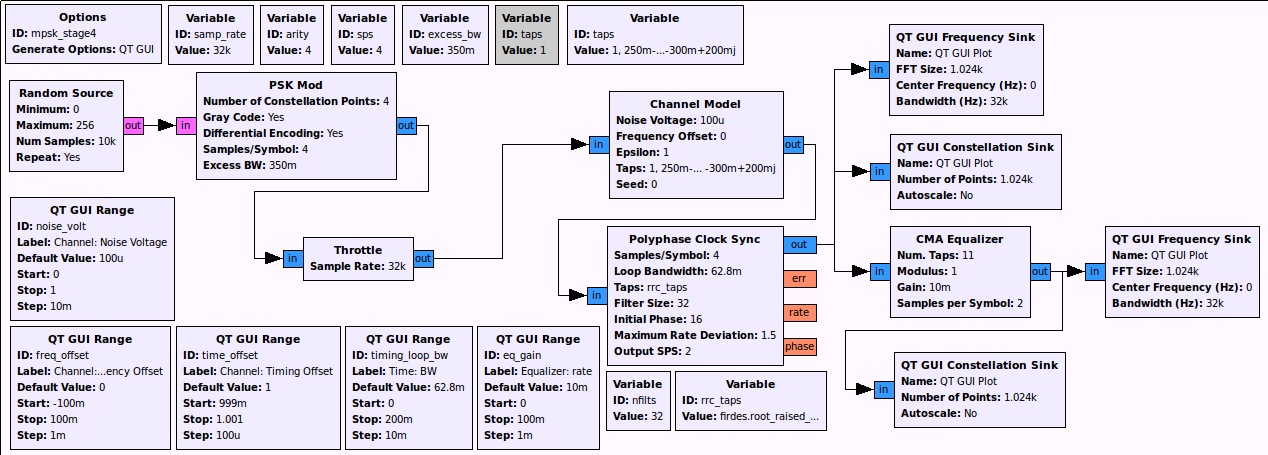 Options
ID: mpsk_stage4
Generate Options: QT GUI
Variable
ID: samp_rate
Value: 32k
Variable
ID: arity
Value: 4
Variable
ID: sps
Value: 4
Variable
ID: excess_bw
Value: 350m
Variable
ID: taps
Value: 1
Variable
ID: taps
Value: 1, 250m-...-300m+200mj
Random Source
Minimum: 0
Maximum: 256
Num Samples: 10k
Repeat: Yes
out
in
PSK Mod
Number of Constellation Points: 4
Gray Code: Yes
Differential Encoding: Yes
Samples/Symbol: 4
Excess BW: 350m
out
in
Channel Model
Noise Voltage: 100u
Frequency Offset: 0
Epsilon: 1
Taps: 1, 250m-... -300m+200mj
Seed: 0
out
in
QT GUI Frequency Sink
Name: QT GUI Plot
FFT Size: 1.024k
Center Frequency (Hz): 0
Bandwidth (Hz): 32k
in
QT GUI Constellation Sink
Name: QT GUI Plot
Number of Points: 1.024k
Autoscale: No
QT GUI Range
ID: noise_volt
Label: Channel: Noise Voltage
Default Value: 100u
Start: 0
Stop: 1
Step: 10m
in
Throttle
Sample Rate: 32k
out
in
Polyphase Clock Sync
Samples/Symbol: 4
Loop Bandwidth: 62.8m
Taps: rrc_taps
Filter Size: 32
Initial Phase: 16
Maximum Rate Deviation: 1.5
Output SPS: 2
out
err
rate
phase
in
CMA Equalizer
Num. Taps: 11
Modulus: 1
Gain: 10m
Samples per Symbol: 2
out
in
QT GUI Frequency Sink
Name: QT GUI Plot
FFT Size: 1.024k
Center Frequency (Hz): 0
Bandwidth (Hz): 32k
QT GUI Range
ID: freq_offset
Label: Channel:...ency Offset
Default Value: 0
Start: -100m
Stop: 100m
Step: 1m
QT GUI Range
ID: time_offset
Label: Channel: Timing Offset
Default Value: 1
Start: 999m
Stop: 1.001
Step: 100u
QT GUI Range
ID: timing_loop_bw
Label: Time: BW
Default Value: 62.8m
Start: 0
Stop: 200m
Step: 10m
QT GUI Range
ID: eq_gain
Label: Equalizer: rate
Default Value: 10m
Start: 0
Stop: 100m
Step: 1m
Variable
ID: nfilts
Value: 32
Variable
ID: rrc_taps
Value: firdes.root_raised_...
in
QT GUI Constellation Sink
Name: QT GUI Plot
Number of Points: 1.024k
Autoscale: No